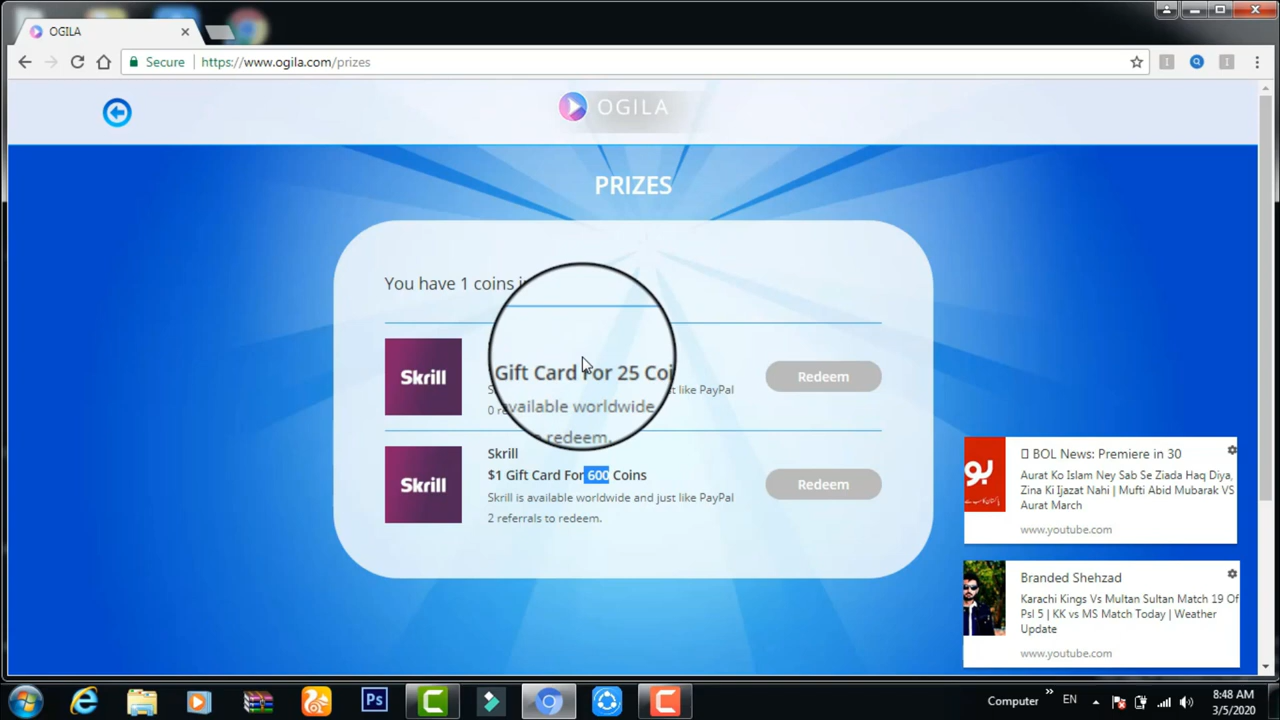 OGILA
Secure
https://www.ogila.com/prizes
OGILA
PRIZES
You have 1 coins
Skrill
Gift Card For 25 Coi
t like PayPal
available worldwide
redeem.
Skrill
Skrill
$1 Gift Card For 600 Coins
Skrill is available worldwide and just like PayPal
2 referrals to redeem.
Redeem
Redeem
BOL News: Premiere in 30
Aurat Ko Islam Ney Sab Se Ziada Haq Diya,
Zina Ki Ijazat Nahi | Mufti Abid Mubarak VS
Aurat March
www.youtube.com
بول
Branded Shehzad
Karachi Kings Vs Multan Sultan Match 19 Of
Psl 5 | KK vs MS Match Today | Weather
Update
www.youtube.com
Ps
Computer
EN
8:48 AM
3/5/2020